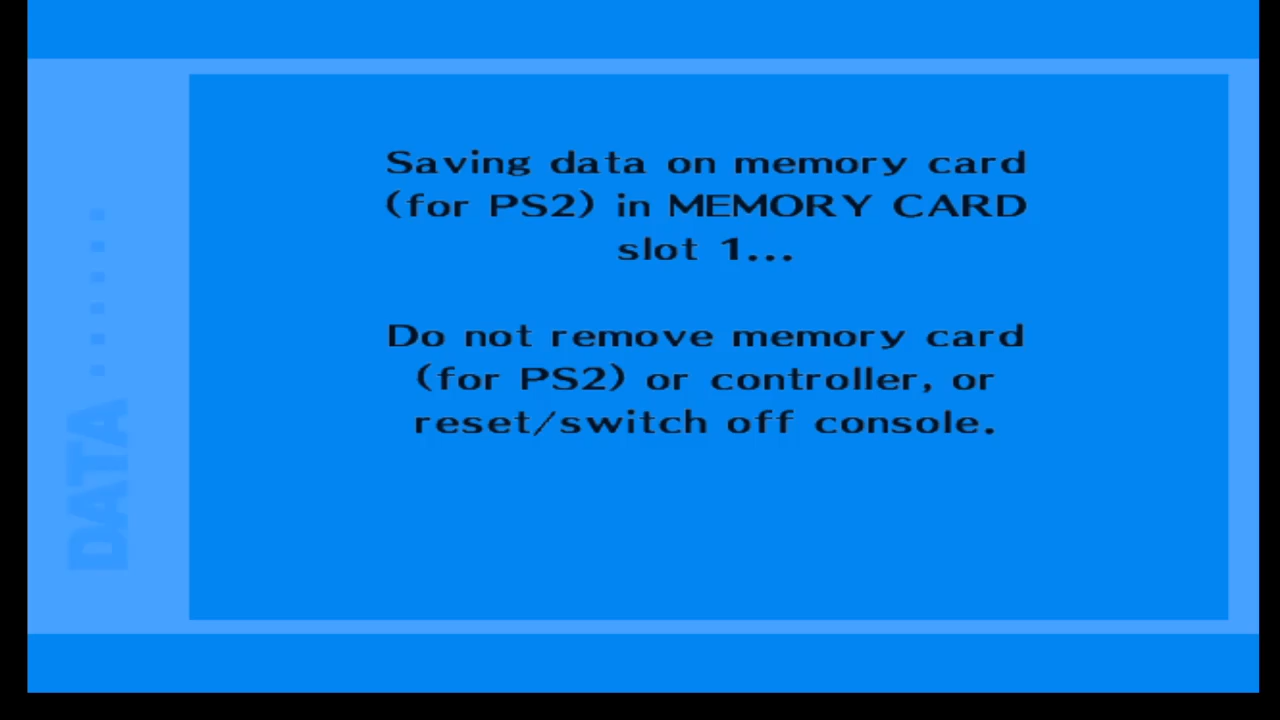 Saving data on memory card
(for PS2) in MEMORY CARD
slot 1...
Do not remove memory card
(for PS2) or controller, or
reset/switch off console.
DATA ......